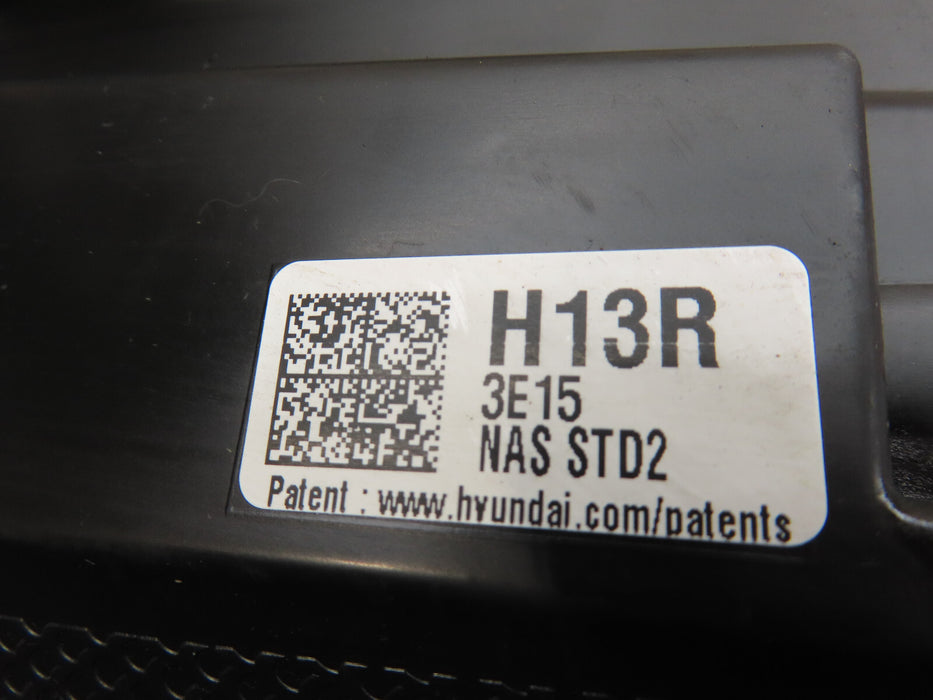 H13R
3E15
NAS STD2
Patent : www.hyundai.com/patents